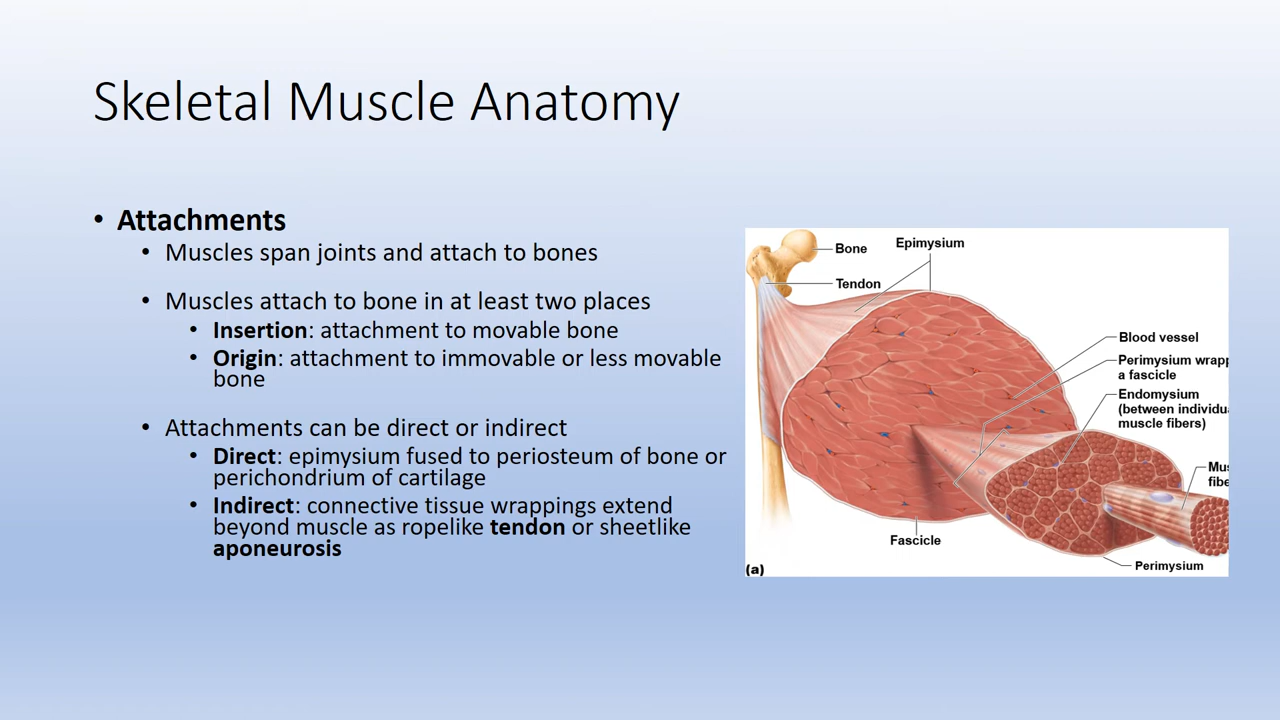 Skeletal Muscle Anatomy
• Attachments
• Muscles span joints and attach to bones
• Muscles attach to bone in at least two places
• Insertion: attachment to movable bone
• Origin: attachment to immovable or less movable
bone
• Attachments can be direct or indirect
• Direct: epimysium fused to periosteum of bone or
perichondrium of cartilage
• Indirect: connective tissue wrappings extend
beyond muscle as ropelike tendon or sheetlike
aponeurosis
Bone
Epimysium
Tendon
Blood vessel
Perimysium wrapp
a fascicle
Endomysium
(between individu
muscle fibers)
Mus
fibe
Fascicle
Perimysium
(a)